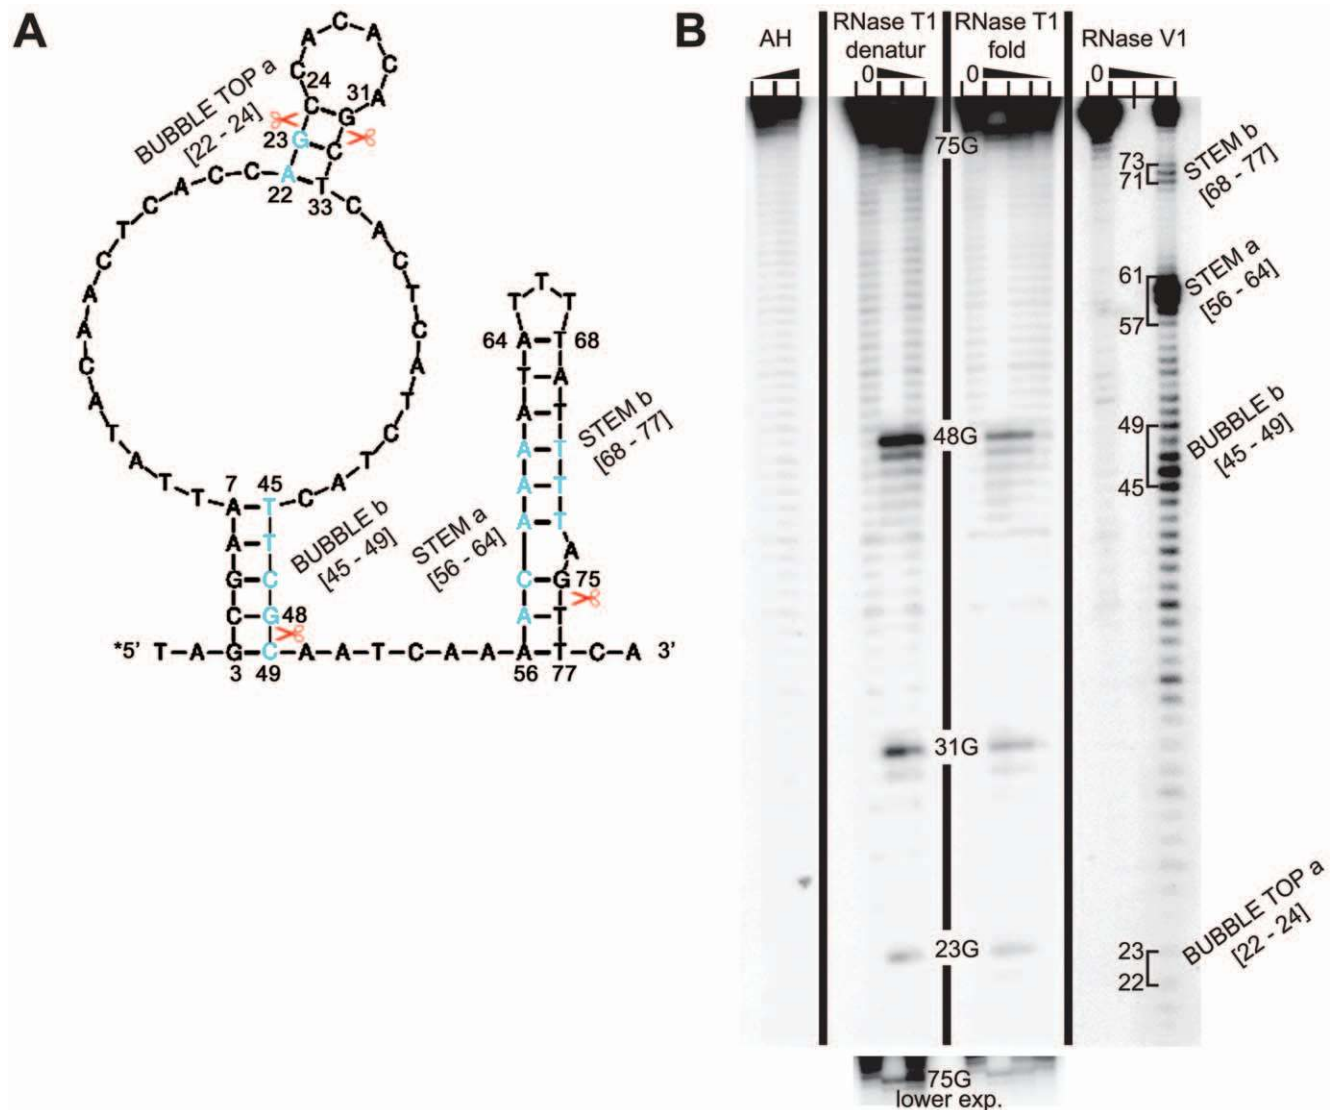 A
BUBBLE TOP a
[22 - 24]
C
A A
C C
24 31 A
C G
23 G C
T-A-C-C-A-T
C T
T C
C A
A C
A T
C C
A A
T T
A C
T T
T A
7 45
A-T-C
A-T
G C
C G 48
*5' T-A-G C-A-A-T-C-A-A-A-T-C-A 3'
3 49 56 77
22 33
BUBBLE b
[45 - 49]
T T T
64 A-T 68
T-A
A-T
A-T
A-T
A-T
A
C-G 75
A-T
STEM a
[56 - 64]
STEM b
[68 - 77]
B
AH
RNase T1
denatur
0
RNase T1
fold
0
RNase V1
0
75G
48G
31G
23G
73
71
STEM b
[68 - 77]
61
57
STEM a
[56 - 64]
49
45
BUBBLE b
[45 - 49]
23
22
BUBBLE TOP a
[22 - 24]
75G
lower exp.